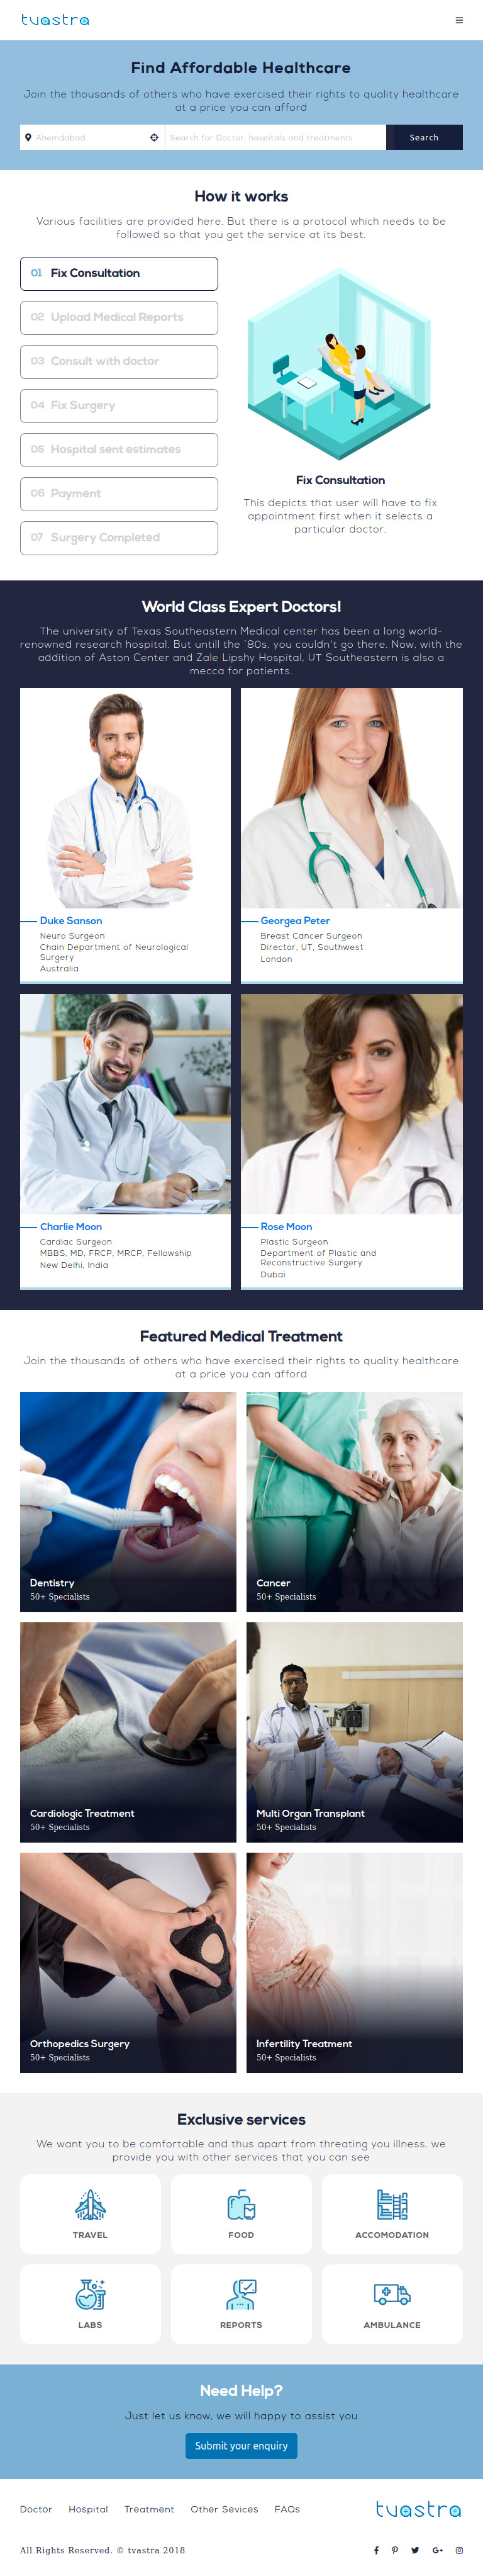 tvastra
Find Affordable Healthcare
Join the thousands of others who have exercised their rights to quality healthcare
at a price you can afford
Ahemdabad
Search for Doctor, hospitals and treatments
Search
How it works
Various facilities are provided here. But there is a protocol which needs to be
followed so that you get the service at its best.
01 Fix Consultation
02 Upload Medical Reports
03 Consult with doctor
04 Fix Surgery
05 Hospital sent estimates
06 Payment
07 Surgery Completed
Fix Consultation
This depicts that user will have to fix
appointment first when it selects a
particular doctor.
World Class Expert Doctors!
The university of Texas Southeastern Medical center has been a long world-
renowned research hospital. But untill the `80s, you couldn't go there. Now, with the
addition of Aston Center and Zale Lipshy Hospital, UT Southeastern is also a
mecca for patients.
Duke Sanson
Neuro Surgeon
Chain Department of Neurological
Surgery
Australia
Georgea Peter
Breast Cancer Surgeon
Director, UT, Southwest
London
Charlie Moon
Cardiac Surgeon
MBBS, MD, FRCP, MRCP, Fellowship
New Delhi, India
Rose Moon
Plastic Surgeon
Department of Plastic and
Reconstructive Surgery
Dubai
Featured Medical Treatment
Join the thousands of others who have exercised their rights to quality healthcare
at a price you can afford
Dentistry
50+ Specialists
Cancer
50+ Specialists
Cardiologic Treatment
50+ Specialists
Multi Organ Transplant
50+ Specialists
Orthopedics Surgery
50+ Specialists
Infertility Treatment
50+ Specialists
Exclusive services
We want you to be comfortable and thus apart from threating you illness, we
provide you with other services that you can see
TRAVEL
FOOD
ACCOMODATION
LABS
REPORTS
AMBULANCE
Need Help?
Just let us know, we will happy to assist you
Submit your enquiry
Doctor Hospital Treatment Other Sevices FAQs
tvastra
All Rights Reserved. © tvastra 2018